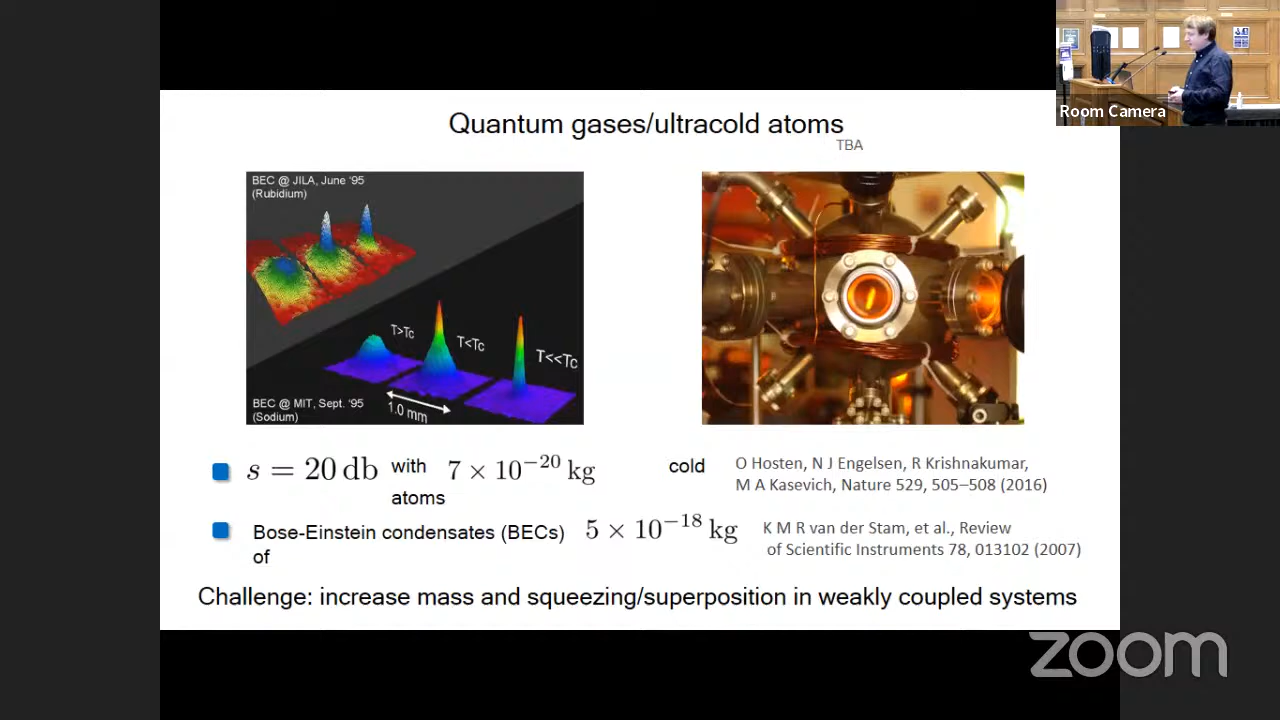 Room Camera
Quantum gases/ultracold atoms
TBA
BEC @ JILA, June '95
(Rubidium)
T>Tc
T<Tc
T<<Tc
1.0 mm
BEC @ MIT, Sept. '95
(Sodium)
s = 20 db with 7 × 10⁻²⁰ kg cold
atoms
O Hosten, N J Engelsen, R Krishnakumar,
M A Kasevich, Nature 529, 505–508 (2016)
Bose-Einstein condensates (BECs) 5 × 10⁻¹⁸ kg
of
K M R van der Stam, et al., Review
of Scientific Instruments 78, 013102 (2007)
Challenge: increase mass and squeezing/superposition in weakly coupled systems
zoom